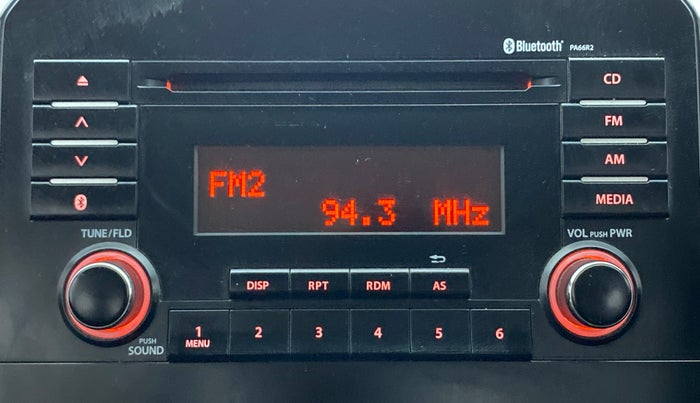 Bluetooth PA66R2
CD
FM
FM2
AM
94.3 MHz
MEDIA
TUNE/FLD
VOL PUSH PWR
DISP RPT RDM AS
PUSH SOUND
1 MENU 2 3 4 5 6